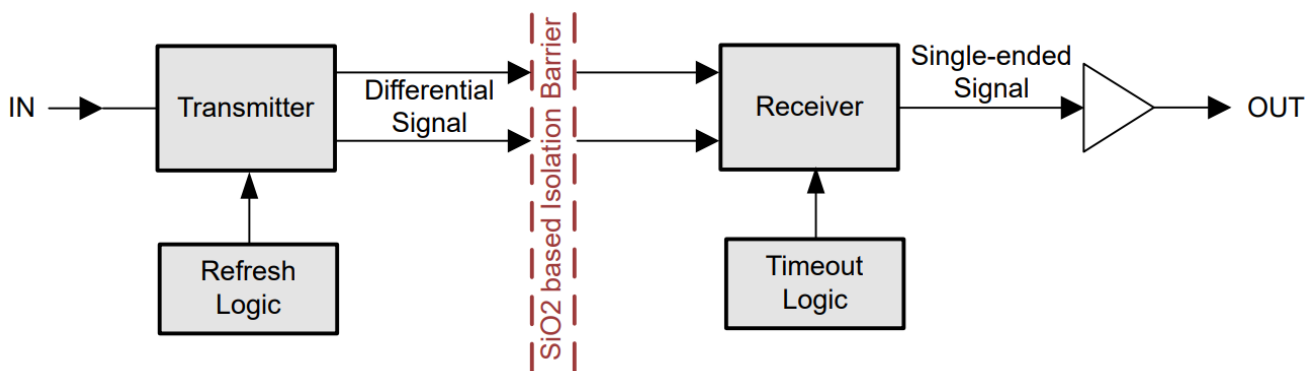 IN
Transmitter
Differential
Signal
SiO2 based Isolation Barrier
Receiver
Single-ended
Signal
OUT
Refresh
Logic
Timeout
Logic